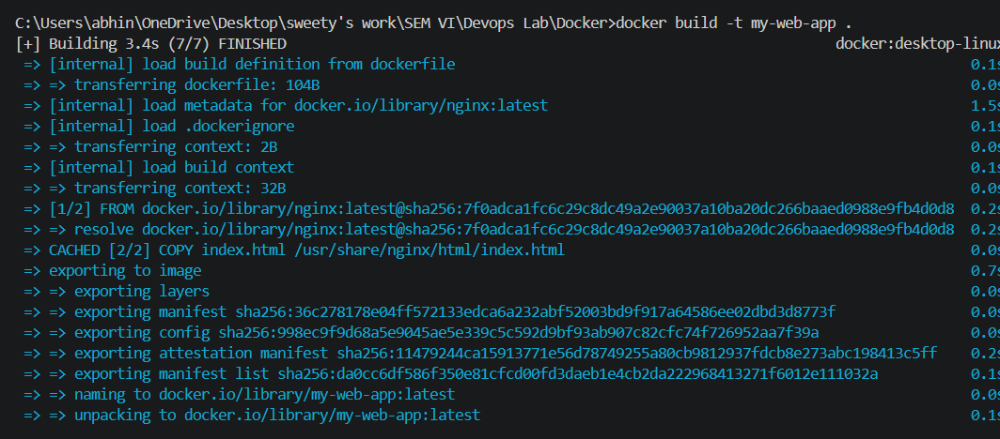 C:\Users\abhin\OneDrive\Desktop\sweety's work\SEM VI\Devops Lab\Docker>docker build -t my-web-app .
[+] Building 3.4s (7/7) FINISHED docker:desktop-linux
=> [internal] load build definition from dockerfile 0.1s
=> => transferring dockerfile: 104B 0.0s
=> [internal] load metadata for docker.io/library/nginx:latest 1.5s
=> [internal] load .dockerignore 0.1s
=> => transferring context: 2B 0.0s
=> [internal] load build context 0.1s
=> => transferring context: 32B 0.0s
=> [1/2] FROM docker.io/library/nginx:latest@sha256:7f0adca1fc6c29c8dc49a2e90037a10ba20dc266baaed0988e9fb4d0d8 0.2s
=> => resolve docker.io/library/nginx:latest@sha256:7f0adca1fc6c29c8dc49a2e90037a10ba20dc266baaed0988e9fb4d0d8 0.2s
=> CACHED [2/2] COPY index.html /usr/share/nginx/html/index.html 0.0s
=> exporting to image 0.7s
=> => exporting layers 0.0s
=> => exporting manifest sha256:36c278178e04ff572133edca6a232abf52003bd9f917a64586ee02dbd3d8773f 0.0s
=> => exporting config sha256:998ec9f9d68a5e9045ae5e339c5c592d9bf93ab907c82cfc74f726952aa7f39a 0.0s
=> => exporting attestation manifest sha256:11479244ca15913771e56d78749255a80cb9812937fdcb8e273abc198413c5ff 0.2s
=> => exporting manifest list sha256:da0cc6df586f350e81cfcd00fd3daeb1e4cb2da222968413271f6012e111032a 0.1s
=> => naming to docker.io/library/my-web-app:latest 0.0s
=> => unpacking to docker.io/library/my-web-app:latest 0.1s